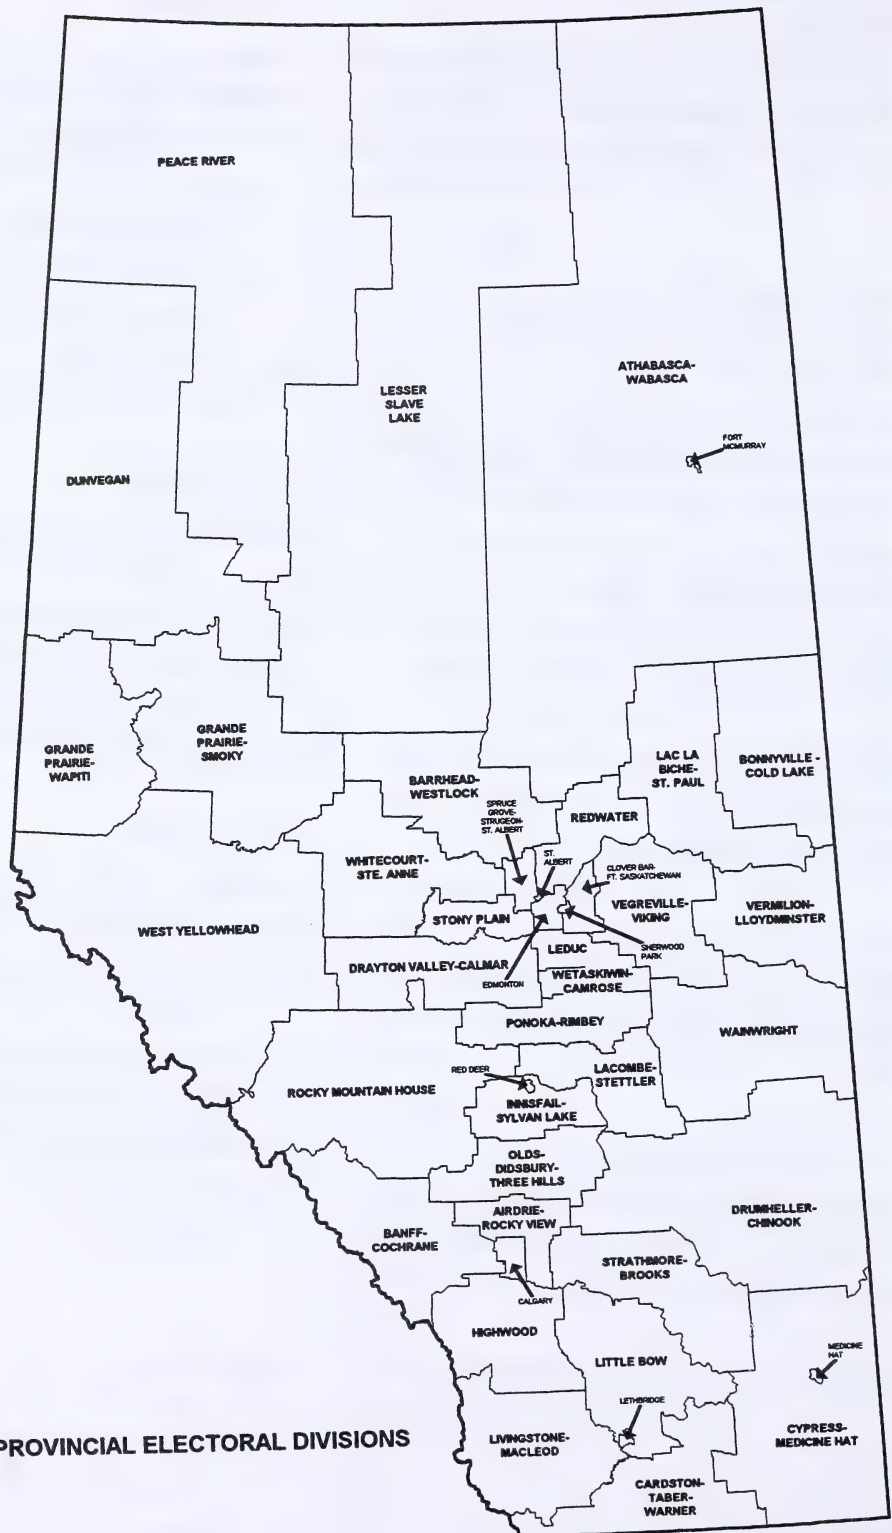 PEACE RIVER
ATHABASCA-
WABASCA
LESSER
SLAVE
LAKE
FORT
MCMURRAY
DUNVEGAN
GRANDE
PRAIRIE-
WAPITI
GRANDE
PRAIRIE-
SMOKY
LAC LA
BICHE-
ST. PAUL
BONNYVILLE -
COLD LAKE
BARRHEAD-
WESTLOCK
SPRUCE
GROVE-
STRUGEON-
ST. ALBERT
REDWATER
ST.
ALBERT
WHITECOURT-
STE. ANNE
CLOVER BAR-
FT. SASKATCHEWAN
VEGREVILLE-
VIKING
VERMILION-
LLOYDMINSTER
STONY PLAIN
WEST YELLOWHEAD
LEDUC
SHERWOOD
PARK
DRAYTON VALLEY-CALMAR
EDMONTON
WETASKIWIN-
CAMROSE
PONOKA-RIMBEY
WAINWRIGHT
RED DEER
LACOMBE-
STETTLER
ROCKY MOUNTAIN HOUSE
INNISFAIL-
SYLVAN LAKE
OLDS-
DIDSBURY-
THREE HILLS
AIRDRIE-
ROCKY VIEW
DRUMHELLER-
CHINOOK
BANFF-
COCHRANE
STRATHMORE-
BROOKS
CALGARY
HIGHWOOD
LITTLE BOW
MEDICINE
HAT
LETHBRIDGE
CYPRESS-
MEDICINE HAT
PROVINCIAL ELECTORAL DIVISIONS
LIVINGSTONE-
MACLEOD
CARDSTON-
TABER-
WARNER